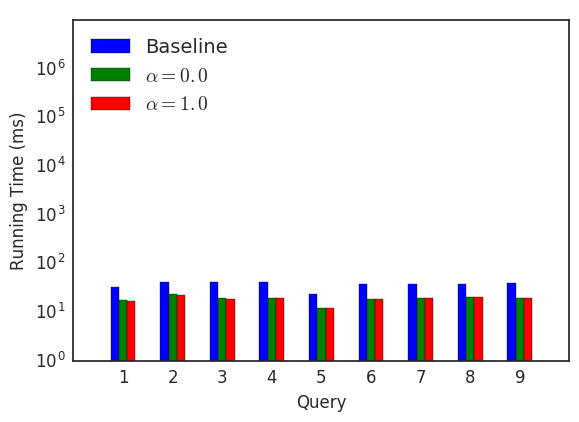 Baseline
α = 0.0
α = 1.0
Running Time (ms)
10^6
10^5
10^4
10^3
10^2
10^1
10^0
1 2 3 4 5 6 7 8 9
Query